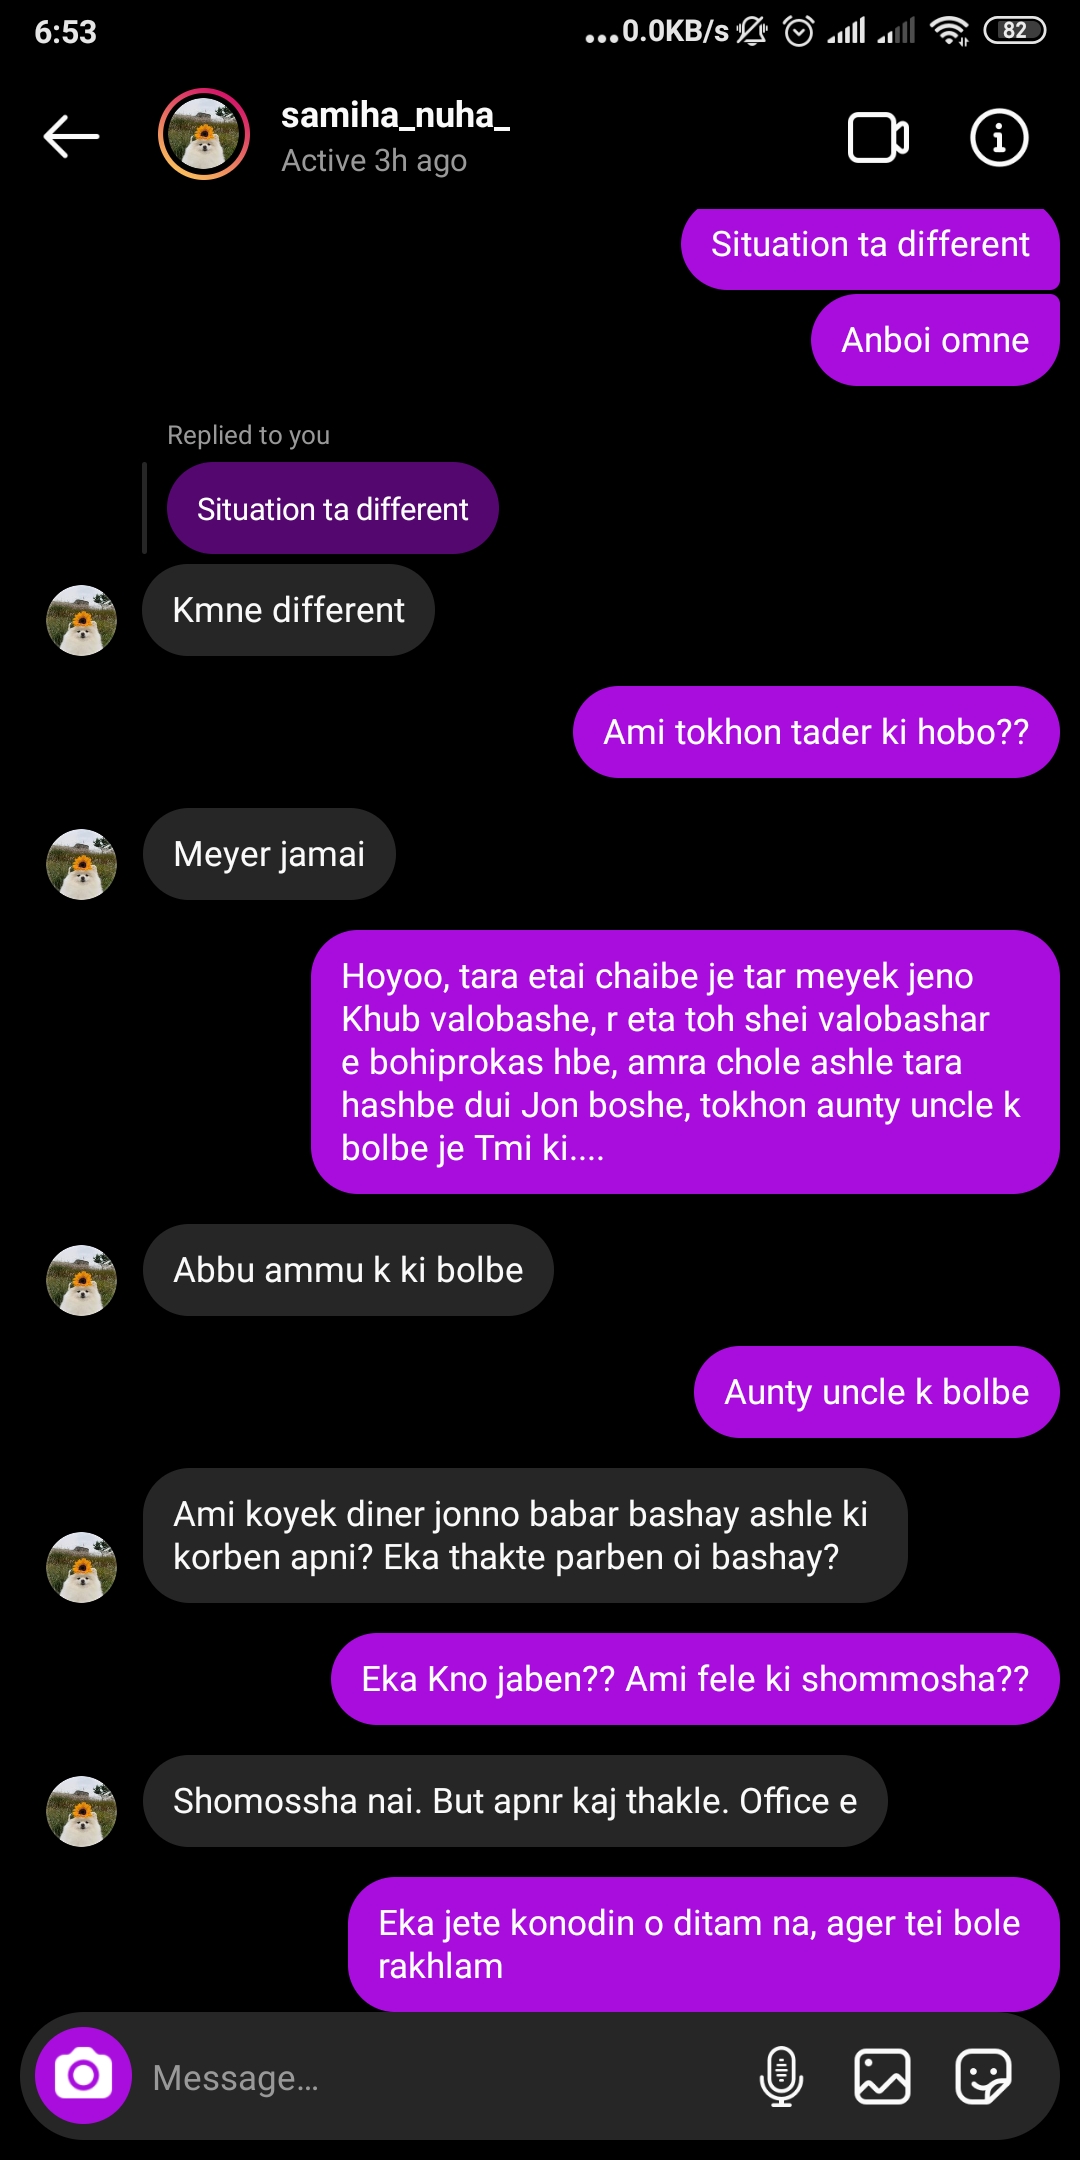 6:53
...0.0KB/s
82
samiha_nuha_
Active 3h ago
Situation ta different
Anboi omne
Replied to you
Situation ta different
Kmne different
Ami tokhon tader ki hobo??
Meyer jamai
Hoyoo, tara etai chaibe je tar meyek jeno
Khub valobashe, r eta toh shei valobashar
e bohiprokas hbe, amra chole ashle tara
hashbe dui Jon boshe, tokhon aunty uncle k
bolbe je Tmi ki....
Abbu ammu k ki bolbe
Aunty uncle k bolbe
Ami koyek diner jonno babar bashay ashle ki
korben apni? Eka thakte parben oi bashay?
Eka Kno jaben?? Ami fele ki shommosha??
Shomossha nai. But apnr kaj thakle. Office e
Eka jete konodin o ditam na, ager tei bole
rakhlam
Message...